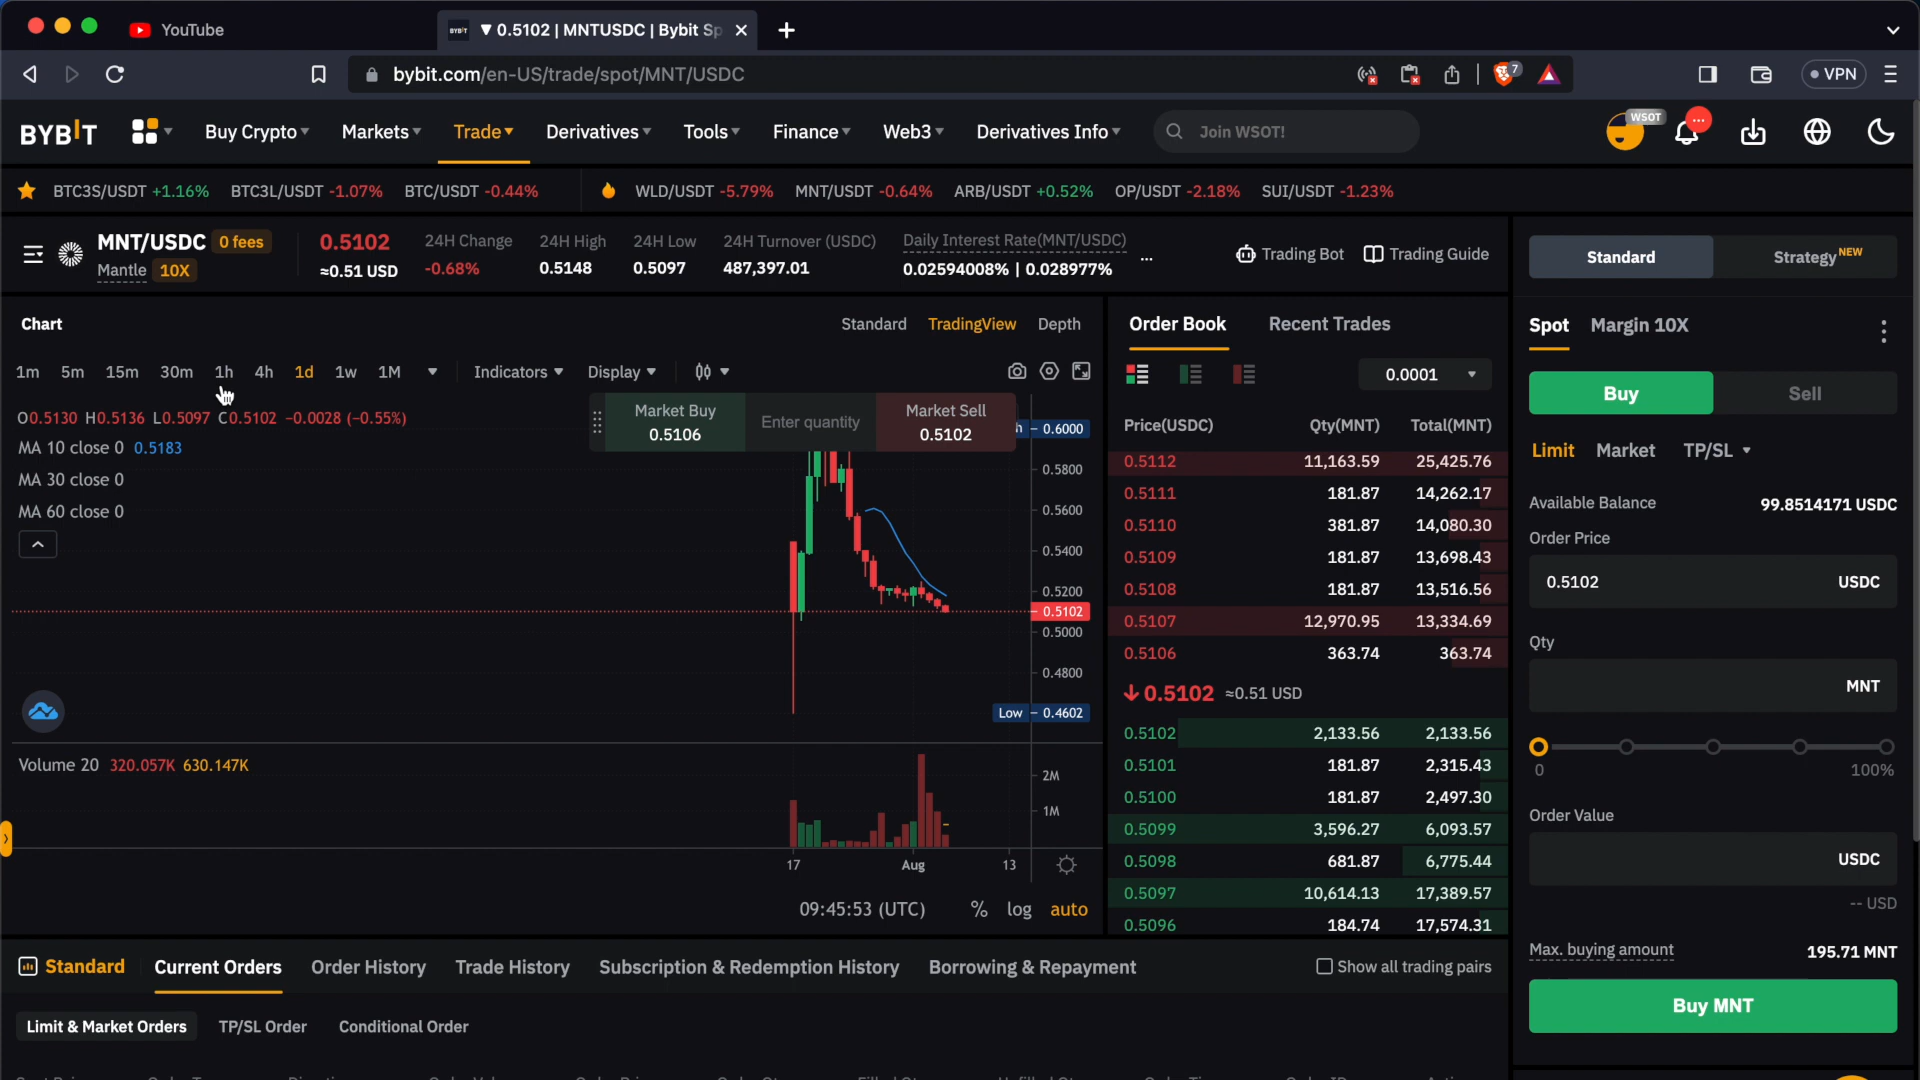 YouTube
BYBIT ▼ 0.5102 | MNTUSDC | Bybit Sp
bybit.com/en-US/trade/spot/MNT/USDC
7
VPN
BYBIT
Buy Crypto Markets Trade Derivatives Tools Finance Web3 Derivatives Info
Join WSOT!
WSOT
BTC3S/USDT +1.16% BTC3L/USDT -1.07% BTC/USDT -0.44% WLD/USDT -5.79% MNT/USDT -0.64% ARB/USDT +0.52% OP/USDT -2.18% SUI/USDT -1.23%
MNT/USDC 0 fees
Mantle 10X
0.5102
≈0.51 USD
24H Change
-0.68%
24H High
0.5148
24H Low
0.5097
24H Turnover (USDC)
487,397.01
Daily Interest Rate(MNT/USDC)
0.02594008% | 0.028977%
...
Trading Bot
Trading Guide
Chart
Standard TradingView Depth
1m 5m 15m 30m 1h 4h 1d 1w 1M Indicators Display
O0.5130 H0.5136 L0.5097 C0.5102 −0.0028 (−0.55%)
MA 10 close 0 0.5183
MA 30 close 0
MA 60 close 0
Market Buy
0.5106
Enter quantity
Market Sell
0.5102
h 0.6000
0.5800
0.5600
0.5400
0.5200
0.5102
0.5000
0.4800
Low 0.4602
Volume 20 320.057K 630.147K
2M
1M
17 Aug 13
09:45:53 (UTC) % log auto
Order Book Recent Trades
0.0001
Price(USDC) Qty(MNT) Total(MNT)
0.5112 11,163.59 25,425.76
0.5111 181.87 14,262.17
0.5110 381.87 14,080.30
0.5109 181.87 13,698.43
0.5108 181.87 13,516.56
0.5107 12,970.95 13,334.69
0.5106 363.74 363.74
0.5102 ≈0.51 USD
0.5102 2,133.56 2,133.56
0.5101 181.87 2,315.43
0.5100 181.87 2,497.30
0.5099 3,596.27 6,093.57
0.5098 681.87 6,775.44
0.5097 10,614.13 17,389.57
0.5096 184.74 17,574.31
Standard Strategy NEW
Spot Margin 10X
Buy Sell
Limit Market TP/SL
Available Balance 99.8514171 USDC
Order Price
0.5102 USDC
Qty
MNT
0 100%
Order Value
USDC
-- USD
Max. buying amount 195.71 MNT
Buy MNT
Standard Current Orders Order History Trade History Subscription & Redemption History Borrowing & Repayment
Show all trading pairs
Limit & Market Orders TP/SL Order Conditional Order